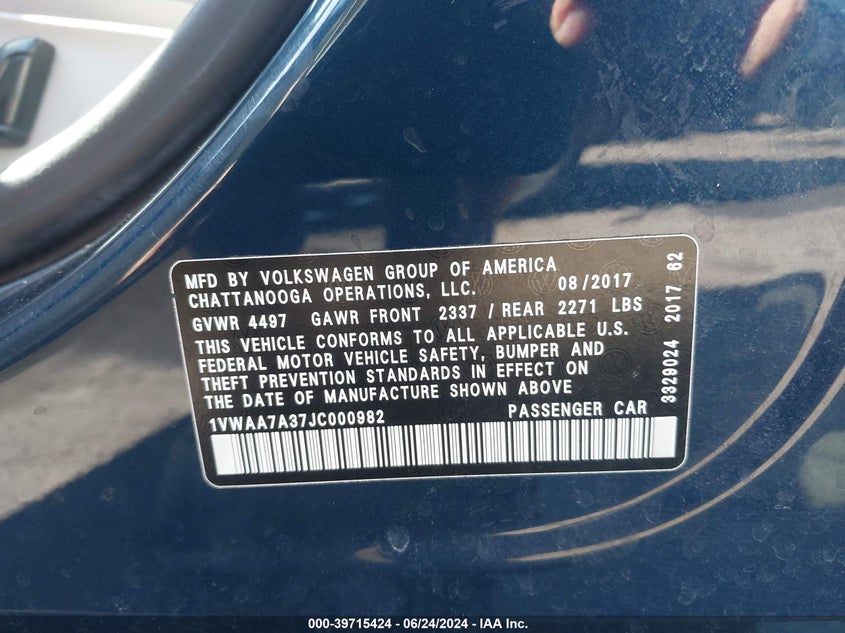 MFD BY VOLKSWAGEN GROUP OF AMERICA
CHATTANOOGA OPERATIONS, LLC. 08/2017
GVWR 4497 GAWR FRONT 2337 / REAR 2271 LBS
THIS VEHICLE CONFORMS TO ALL APPLICABLE U.S.
FEDERAL MOTOR VEHICLE SAFETY, BUMPER AND
THEFT PREVENTION STANDARDS IN EFFECT ON
THE DATE OF MANUFACTURE SHOWN ABOVE
1VWAA7A37JC000982 PASSENGER CAR
3329024 2017 62
000-39715424 - 06/24/2024 - IAA Inc.